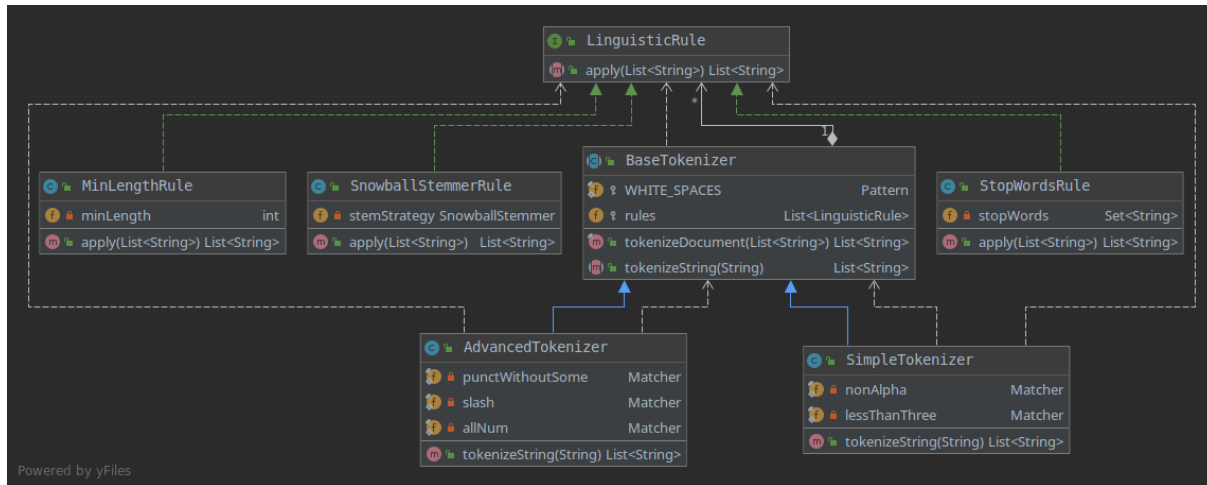 LinguisticRule
apply(List<String>) List<String>
*
1
MinLengthRule
minLength int
apply(List<String>) List<String>
SnowballStemmerRule
stemStrategy SnowballStemmer
apply(List<String>) List<String>
BaseTokenizer
WHITE_SPACES Pattern
rules List<LinguisticRule>
tokenizeDocument(List<String>) List<String>
tokenizeString(String) List<String>
StopWordsRule
stopWords Set<String>
apply(List<String>) List<String>
AdvancedTokenizer
punctWithoutSome Matcher
slash Matcher
allNum Matcher
tokenizeString(String) List<String>
SimpleTokenizer
nonAlpha Matcher
lessThanThree Matcher
tokenizeString(String) List<String>
Powered by yFiles